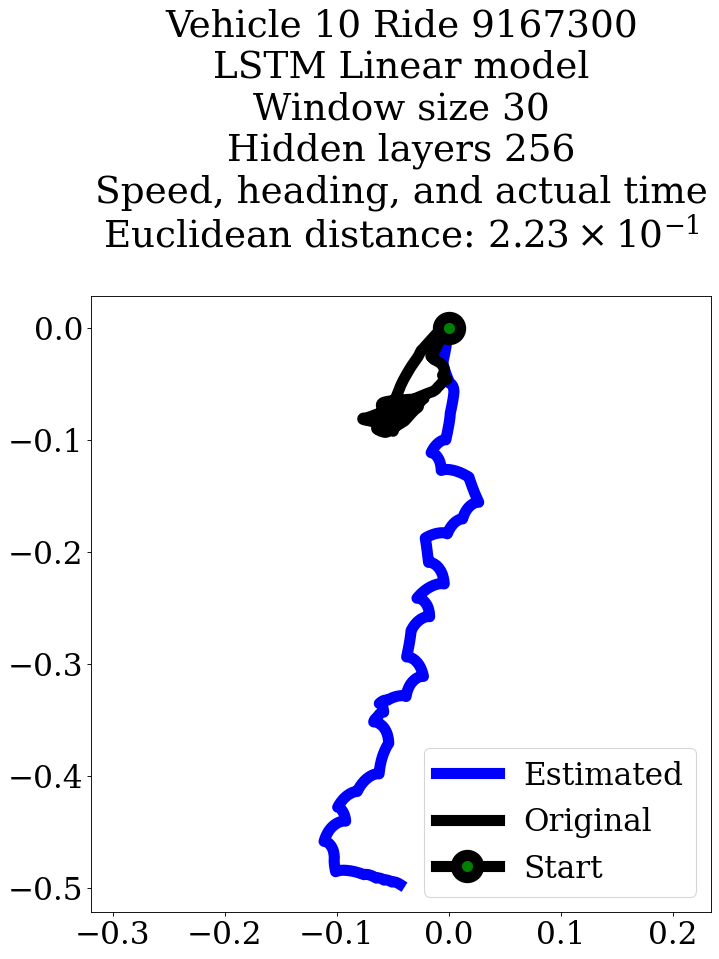 Vehicle 10 Ride 9167300
LSTM Linear model
Window size 30
Hidden layers 256
Speed, heading, and actual time
Euclidean distance: 2.23 × 10⁻¹
0.0
−0.1
−0.2
−0.3
−0.4
−0.5
Estimated
Original
Start
−0.3 −0.2 −0.1 0.0 0.1 0.2